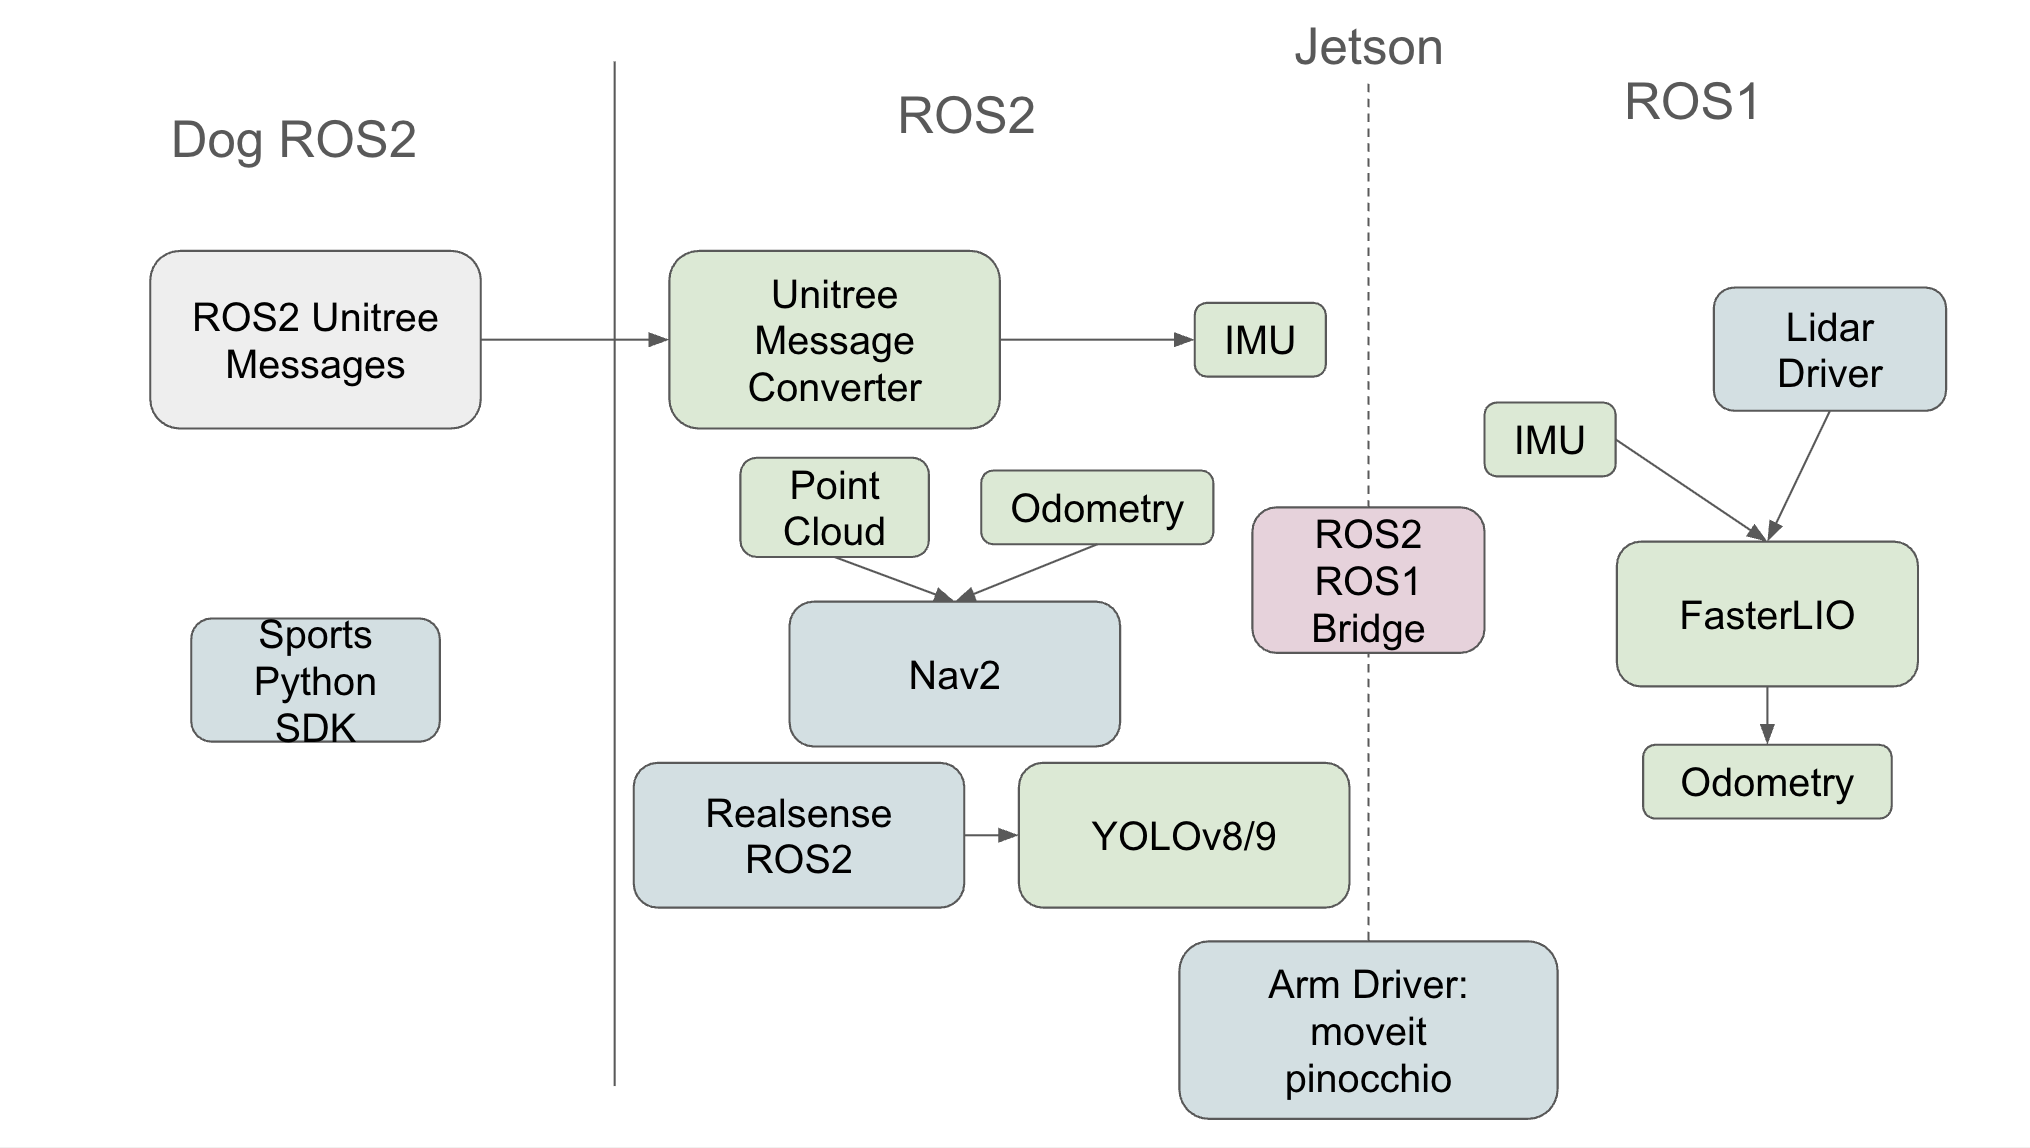 Jetson
Dog ROS2
ROS2
ROS1
ROS2 Unitree
Messages
Unitree
Message
Converter
IMU
Lidar
Driver
IMU
Point
Cloud
Odometry
ROS2
ROS1
Bridge
FasterLIO
Sports
Python
SDK
Nav2
Odometry
Realsense
ROS2
YOLOv8/9
Arm Driver:
moveit
pinocchio